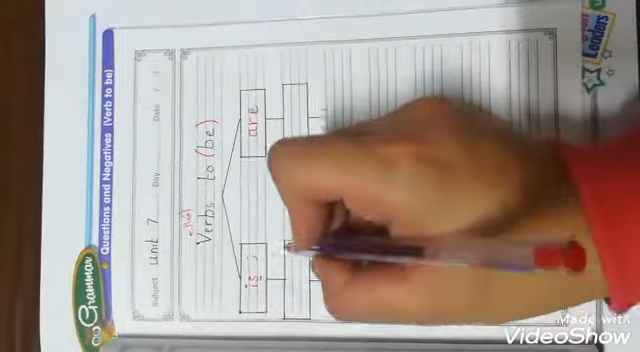 Grammar
Questions and Negatives (Verb to be)
Subject Unit 7 Day Date / /
Verbs to (be)
is
are
Leaders
Made with
VideoShow